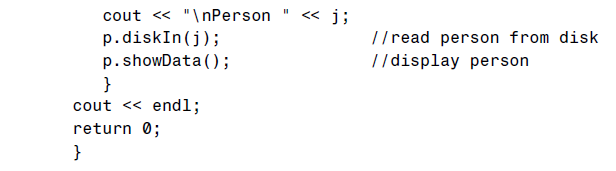 cout << "\nPerson " << j;
p.diskIn(j); //read person from disk
p.showData(); //display person
}
cout << endl;
return 0;
}